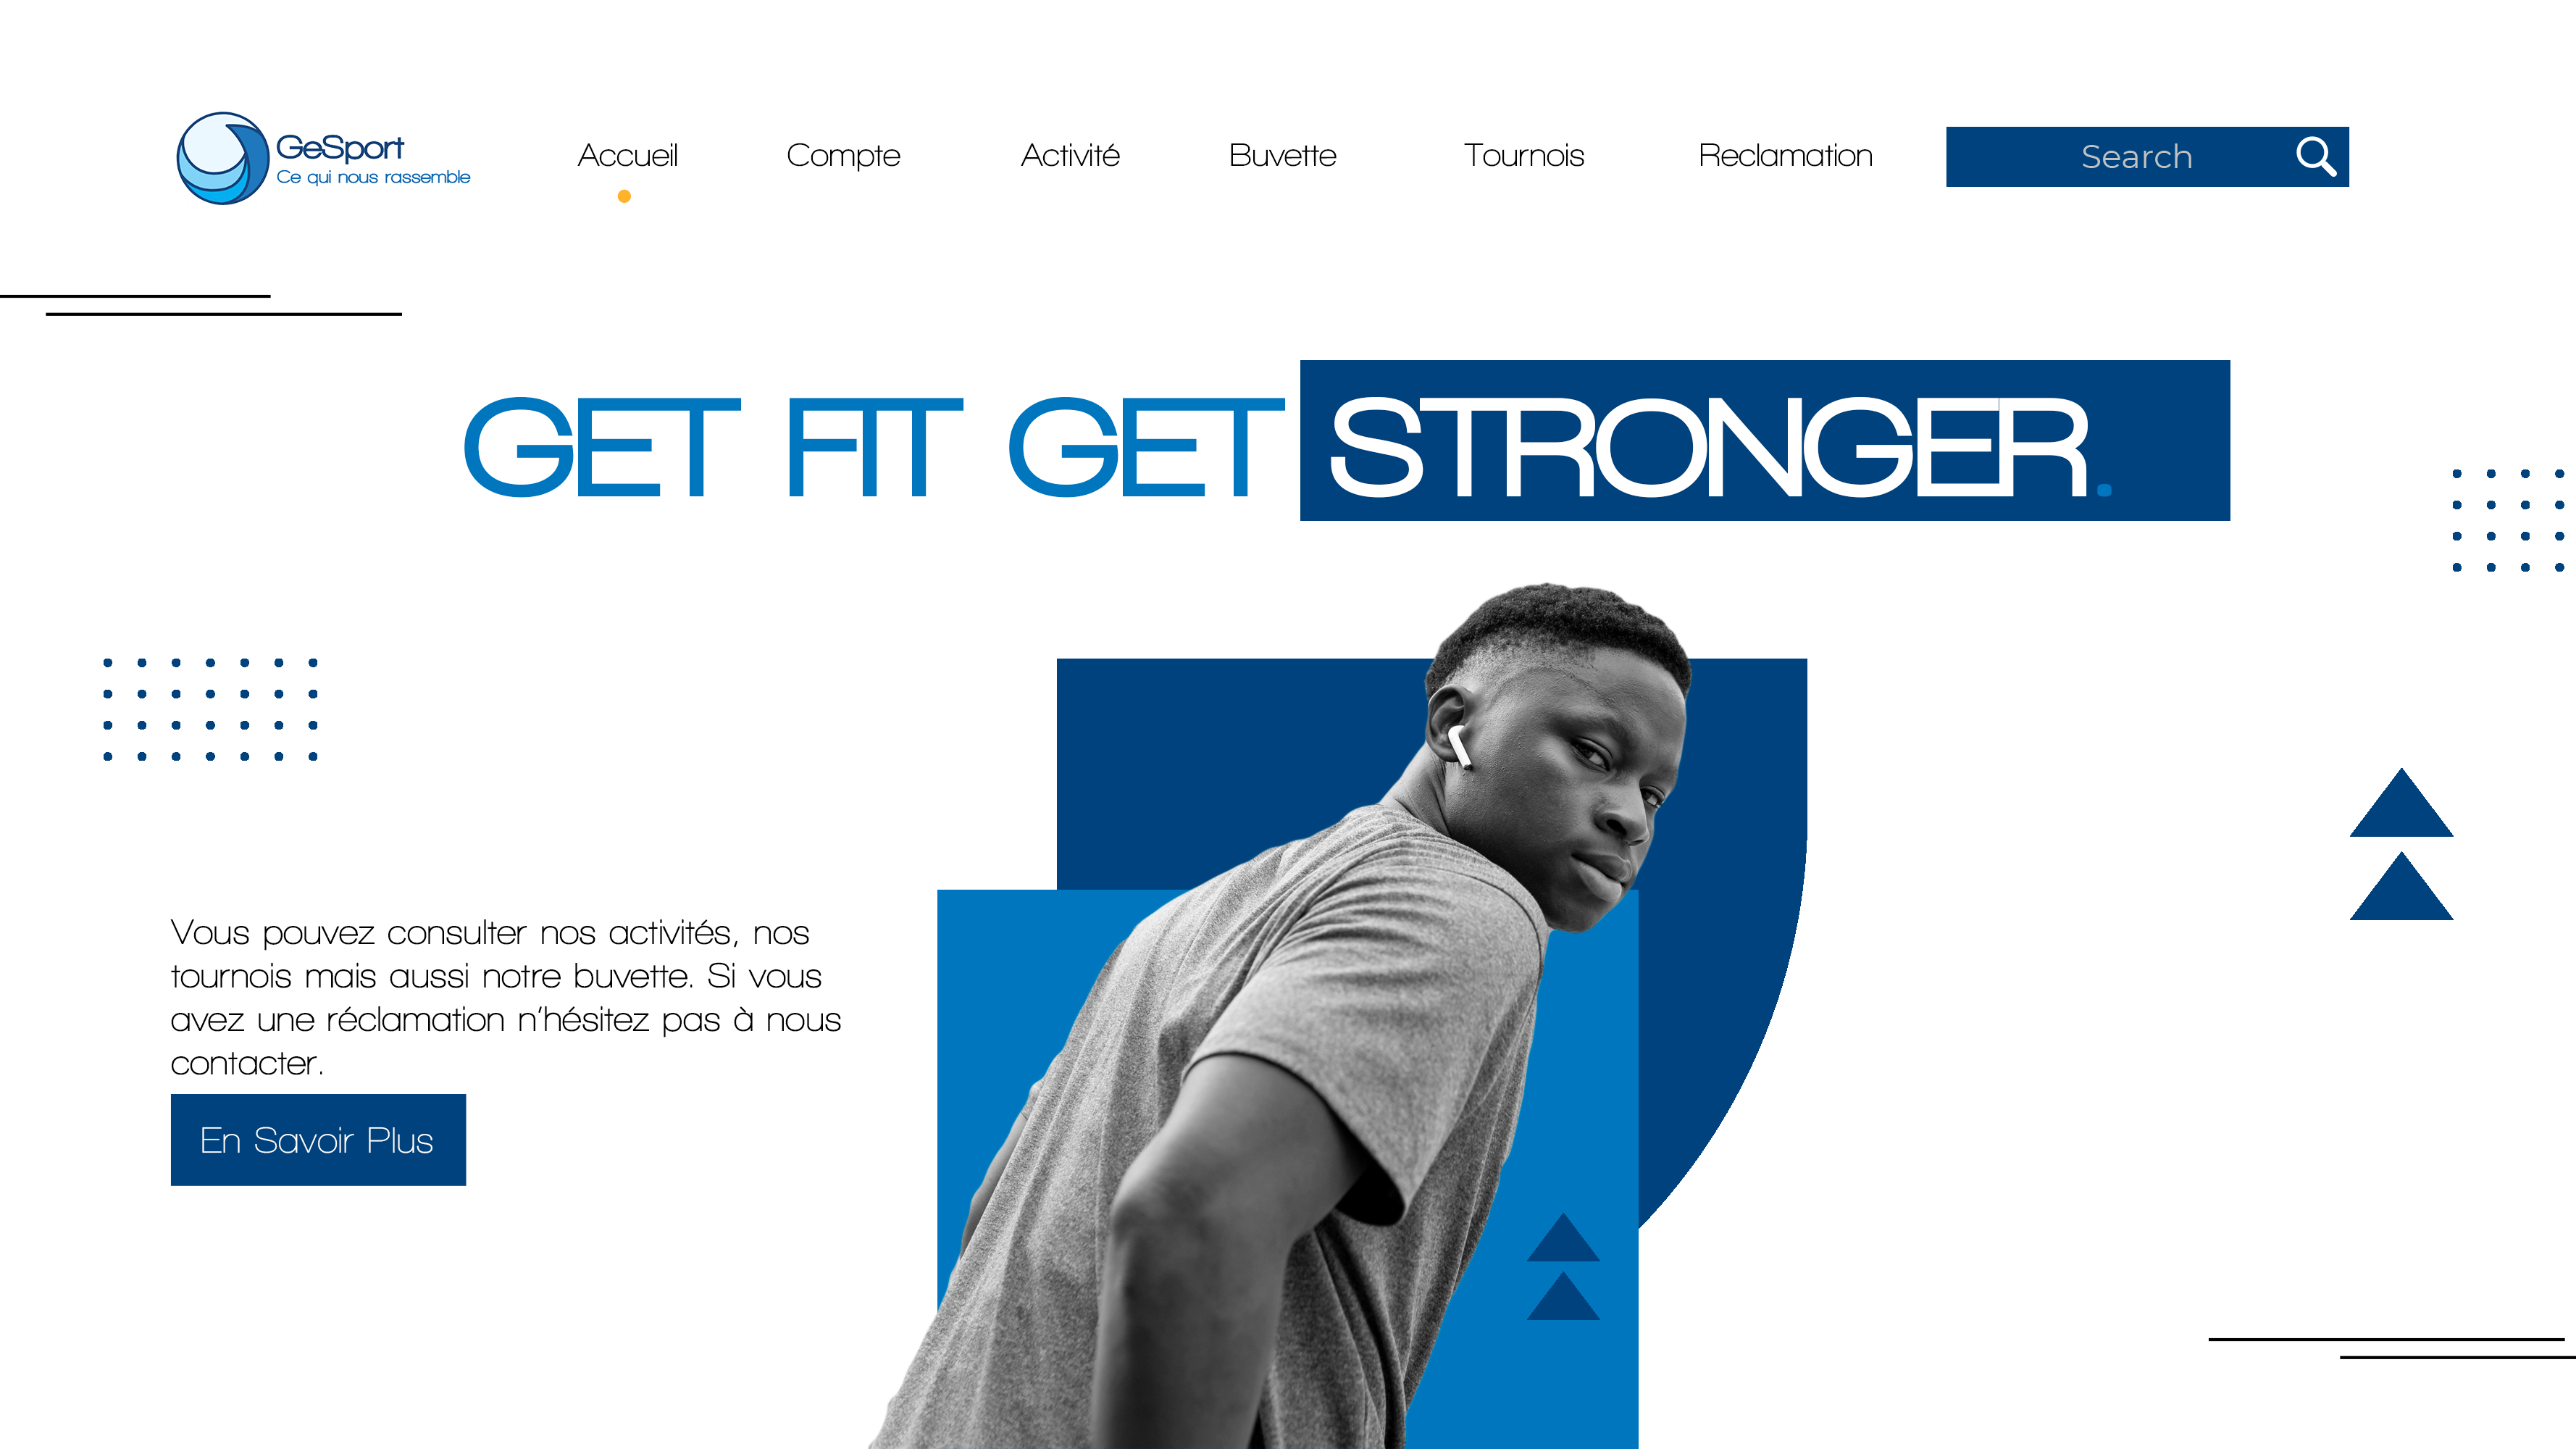 GeSport
Ce qui nous rassemble
Accueil
Compte
Activité
Buvette
Tournois
Reclamation
Search
GET FIT GET STRONGER.
Vous pouvez consulter nos activités, nos
tournois mais aussi notre buvette. Si vous
avez une réclamation n'hésitez pas à nous
contacter.
En Savoir Plus